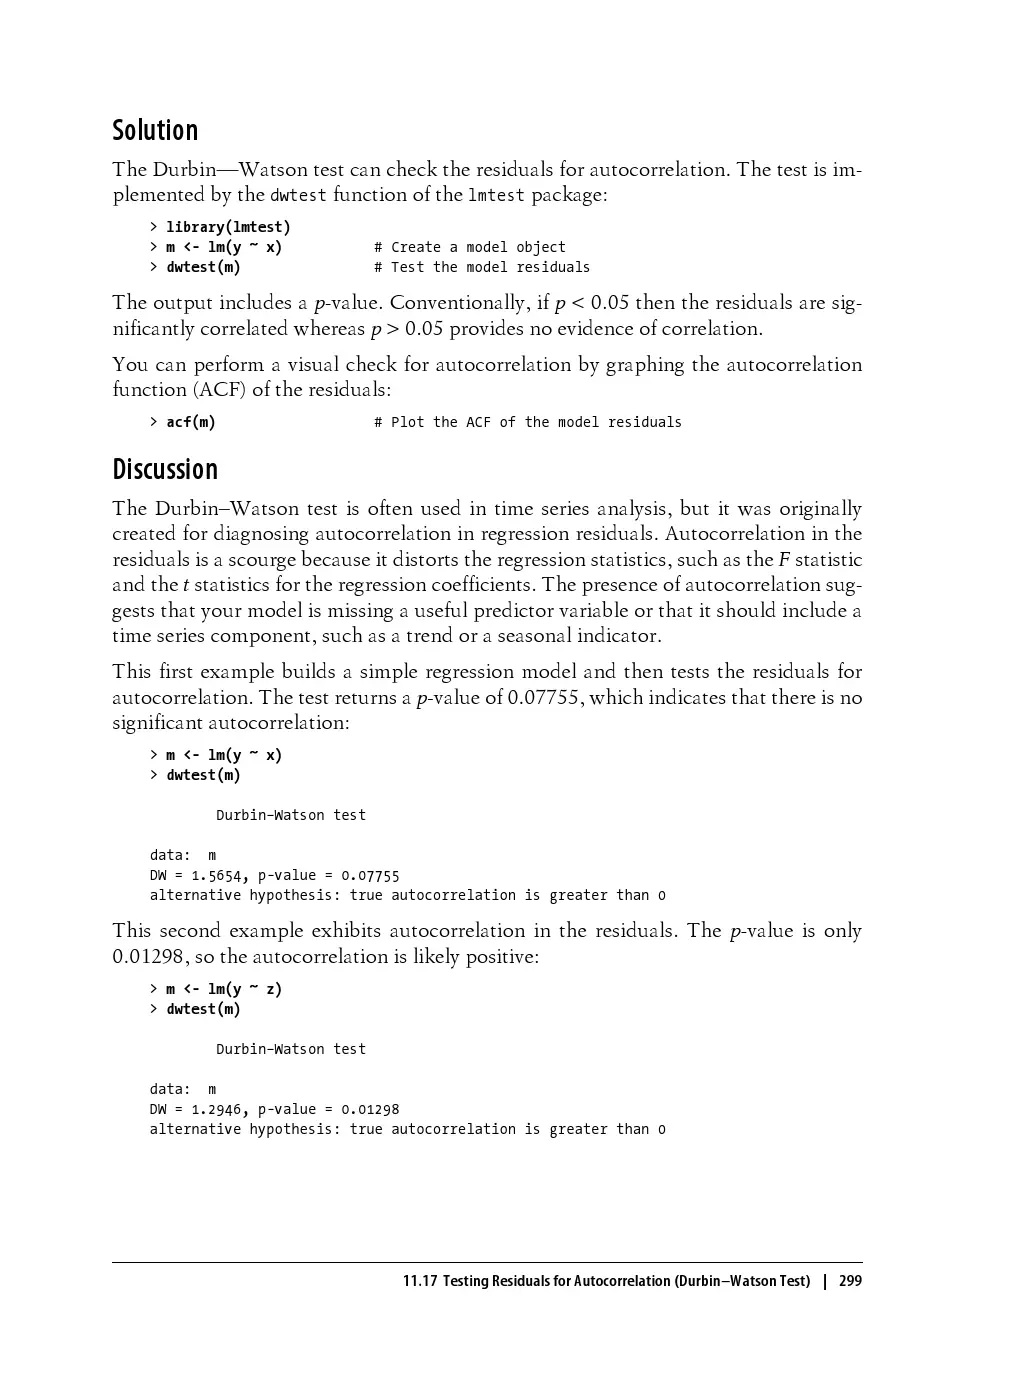 Solution
The Durbin—Watson test can check the residuals for autocorrelation. The test is im-
plemented by the dwtest function of the lmtest package:
> library(lmtest)
> m <- lm(y ~ x)           # Create a model object
> dwtest(m)                # Test the model residuals
The output includes a p-value. Conventionally, if p < 0.05 then the residuals are sig-
nificantly correlated whereas p > 0.05 provides no evidence of correlation.
You can perform a visual check for autocorrelation by graphing the autocorrelation
function (ACF) of the residuals:
> acf(m)                   # Plot the ACF of the model residuals
Discussion
The Durbin–Watson test is often used in time series analysis, but it was originally
created for diagnosing autocorrelation in regression residuals. Autocorrelation in the
residuals is a scourge because it distorts the regression statistics, such as the F statistic
and the t statistics for the regression coefficients. The presence of autocorrelation sug-
gests that your model is missing a useful predictor variable or that it should include a
time series component, such as a trend or a seasonal indicator.
This first example builds a simple regression model and then tests the residuals for
autocorrelation. The test returns a p-value of 0.07755, which indicates that there is no
significant autocorrelation:
> m <- lm(y ~ x)
> dwtest(m)
Durbin-Watson test
data:  m
DW = 1.5654, p-value = 0.07755
alternative hypothesis: true autocorrelation is greater than 0
This second example exhibits autocorrelation in the residuals. The p-value is only
0.01298, so the autocorrelation is likely positive:
> m <- lm(y ~ z)
> dwtest(m)
Durbin-Watson test
data:  m
DW = 1.2946, p-value = 0.01298
alternative hypothesis: true autocorrelation is greater than 0
11.17 Testing Residuals for Autocorrelation (Durbin–Watson Test) | 299